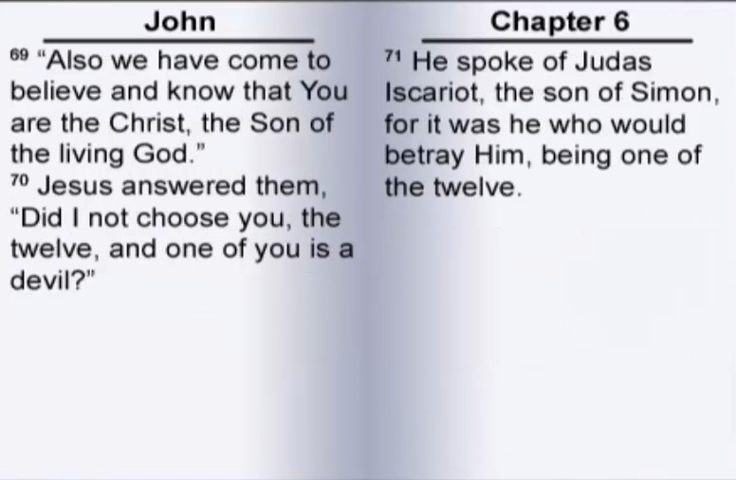 John
69 “Also we have come to
believe and know that You
are the Christ, the Son of
the living God.”
70 Jesus answered them,
“Did I not choose you, the
twelve, and one of you is a
devil?”
Chapter 6
71 He spoke of Judas
Iscariot, the son of Simon,
for it was he who would
betray Him, being one of
the twelve.